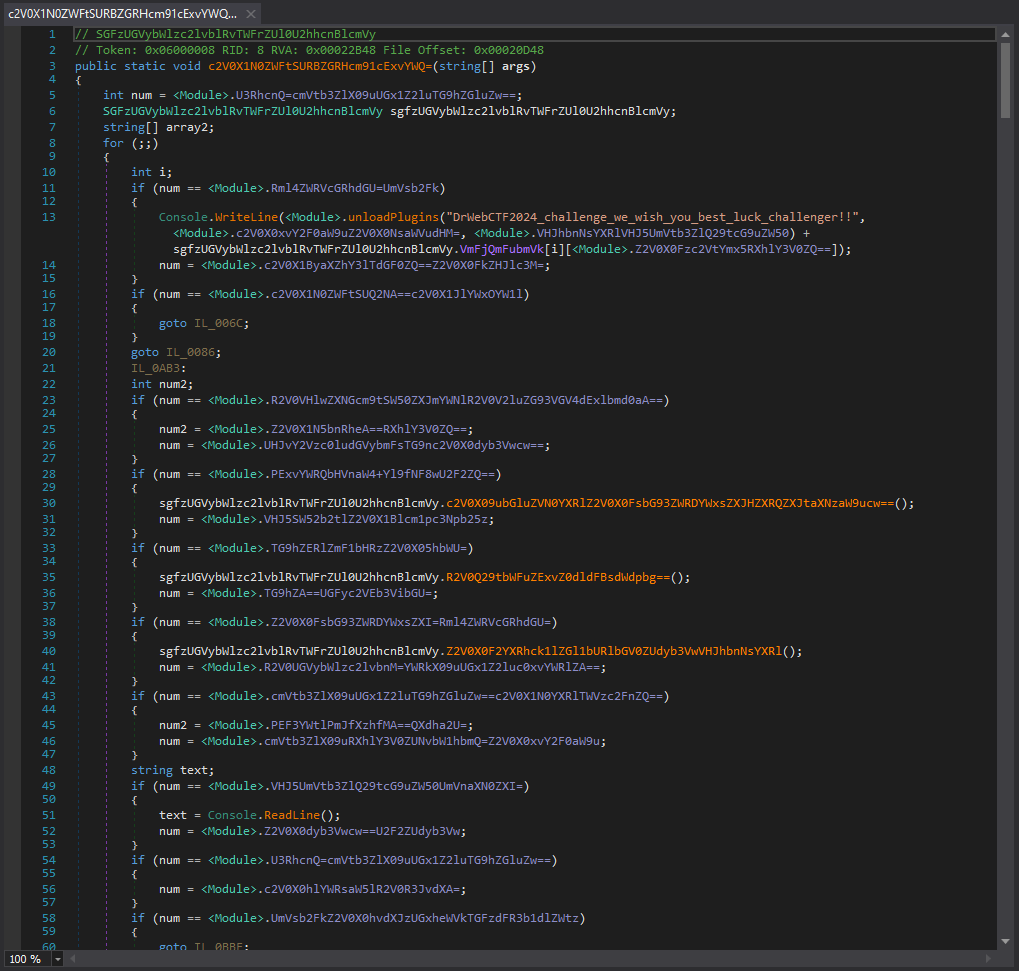 c2V0X1N0ZWFtSURBZGRHcm91cExvYWQ...
1 // SGFzUGVybWlzc2lvblRvTWFrZUl0U2hhcnBlcmVy
2 // Token: 0x06000008 RID: 8 RVA: 0x00022B48 File Offset: 0x00020D48
3 public static void c2V0X1N0ZWFtSURBZGRHcm91cExvYWQ=(string[] args)
4 {
5 int num = <Module>.U3RhcnQ=cmVtb3ZlX09uUGx1Z2luTG9hZGluZw==;
6 SGFzUGVybWlzc2lvblRvTWFrZUl0U2hhcnBlcmVy sgfzUGVybWlzc2lvblRvTWFrZUl0U2hhcnBlcmVy;
7 string[] array2;
8 for (;;)
9 {
10 int i;
11 if (num == <Module>.Rml4ZWRVcGRhdGU=UmVsb2Fk)
12 {
13 Console.WriteLine(<Module>.unloadPlugins("DrWebCTF2024_challenge_we_wish_you_best_luck_challenger!!",
<Module>.c2V0X0xvY2F0aW9uZ2V0X0NsaWVudHM=, <Module>.VHJhbnNsYXRlVHJ5UmVtb3ZlQ29tcG9uZW50) +
sgfzUGVybWlzc2lvblRvTWFrZUl0U2hhcnBlcmVy.VmFjQmFubmVk[i][<Module>.Z2V0X0Fzc2VtYmx5RXhlY3V0ZQ==]);
14 num = <Module>.c2V0X1ByaXZhY3lTdGF0ZQ==Z2V0X0FkZHJlc3M=;
15 }
16 if (num == <Module>.c2V0X1N0ZWFtSUQ2NA==c2V0X1JlYWxOYW1l)
17 {
18 goto IL_006C;
19 }
20 goto IL_0086;
21 IL_0AB3:
22 int num2;
23 if (num == <Module>.R2V0VHlwZXNGcm9tSW50ZXJmYWNlR2V0V2luZG93VGV4dExlbmd0aA==)
24 {
25 num2 = <Module>.Z2V0X1N5bnRheA==RXhlY3V0ZQ==;
26 num = <Module>.UHJvY2Vzc0ludGVybmFsTG9nc2V0X0dyb3Vwcw==;
27 }
28 if (num == <Module>.PExvYWRQbHVnaW4+Yl9fNF8wU2F2ZQ==)
29 {
30 sgfzUGVybWlzc2lvblRvTWFrZUl0U2hhcnBlcmVy.c2V0X09ubGluZVN0YXRlZ2V0X0FsbG93ZWRDYWxsZXJHZXRQZXJtaXNzaW9ucw==();
31 num = <Module>.VHJ5SW52b2tlZ2V0X1Blcm1pc3Npb25z;
32 }
33 if (num == <Module>.TG9hZERlZmF1bHRzZ2V0X05hbWU=)
34 {
35 sgfzUGVybWlzc2lvblRvTWFrZUl0U2hhcnBlcmVy.R2V0Q29tbWFuZExvZ0dldFBsdWdpbg==();
36 num = <Module>.TG9hZA==UGFyc2VEb3VibGU=;
37 }
38 if (num == <Module>.Z2V0X0FsbG93ZWRDYWxsZXI=Rml4ZWRVcGRhdGU=)
39 {
40 sgfzUGVybWlzc2lvblRvTWFrZUl0U2hhcnBlcmVy.Z2V0X0F2YXRhck1lZGl1bURlbGV0ZUdyb3VwVHJhbnNsYXRl();
41 num = <Module>.R2V0UGVybWlzc2lvbnM=YWRkX09uUGx1Z2luc0xvYWRlZA==;
42 }
43 if (num == <Module>.cmVtb3ZlX09uUGx1Z2luTG9hZGluZw==c2V0X1N0YXRlTWVzc2FnZQ==)
44 {
45 num2 = <Module>.PEF3YWtlPmJfXzhfMA==QXdha2U=;
46 num = <Module>.cmVtb3ZlX09uRXhlY3V0ZUNvbW1hbmQ=Z2V0X0xvY2F0aW9u;
47 }
48 string text;
49 if (num == <Module>.VHJ5UmVtb3ZlQ29tcG9uZW50UmVnaXN0ZXI=)
50 {
51 text = Console.ReadLine();
52 num = <Module>.Z2V0X0dyb3Vwcw==U2F2ZUdyb3Vw;
53 }
54 if (num == <Module>.U3RhcnQ=cmVtb3ZlX09uUGx1Z2luTG9hZGluZw==)
55 {
56 num = <Module>.c2V0X0hlYWRsaW5lR2V0R3JvdXA=;
57 }
58 if (num == <Module>.UmVsb2FkZ2V0X0hvdXJzUGxheWVkTGFzdFR3b1dlZWtz)
59 {
60 goto IL_0BBF;
100 %